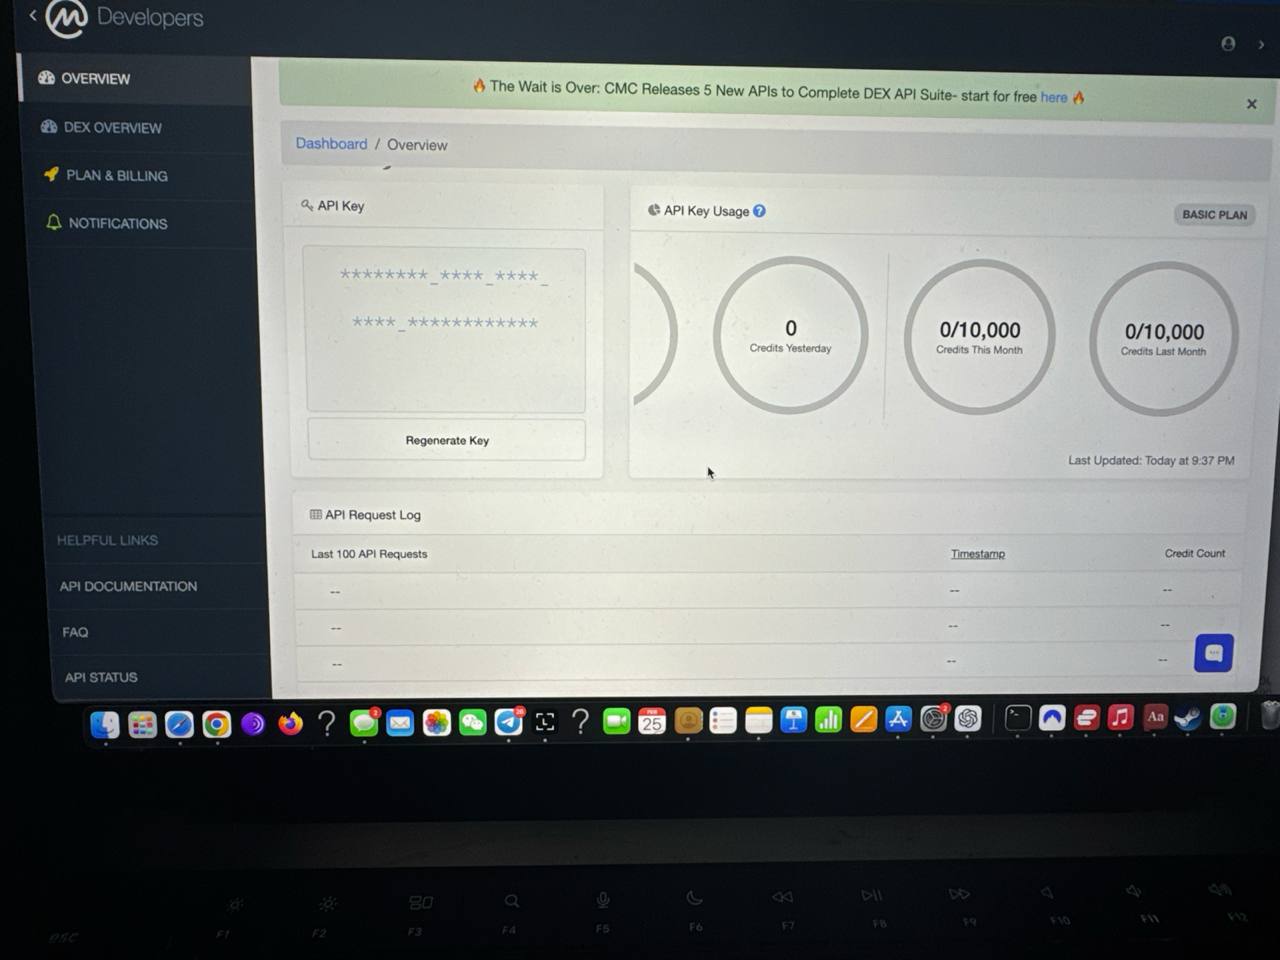 Developers
OVERVIEW
DEX OVERVIEW
PLAN & BILLING
NOTIFICATIONS
HELPFUL LINKS
API DOCUMENTATION
FAQ
API STATUS
🔥 The Wait is Over: CMC Releases 5 New APIs to Complete DEX API Suite- start for free here 🔥
Dashboard / Overview
API Key
********_****_****_
****_************
Regenerate Key
API Key Usage
BASIC PLAN
0
Credits Yesterday
0/10,000
Credits This Month
0/10,000
Credits Last Month
Last Updated: Today at 9:37 PM
API Request Log
Last 100 API Requests Timestamp Credit Count
-- -- --
-- -- --
-- -- --
FEB
25
Aa
esc F1 F2 F3 F4 F5 F6 F7 F8 F9 F10 F11 F12